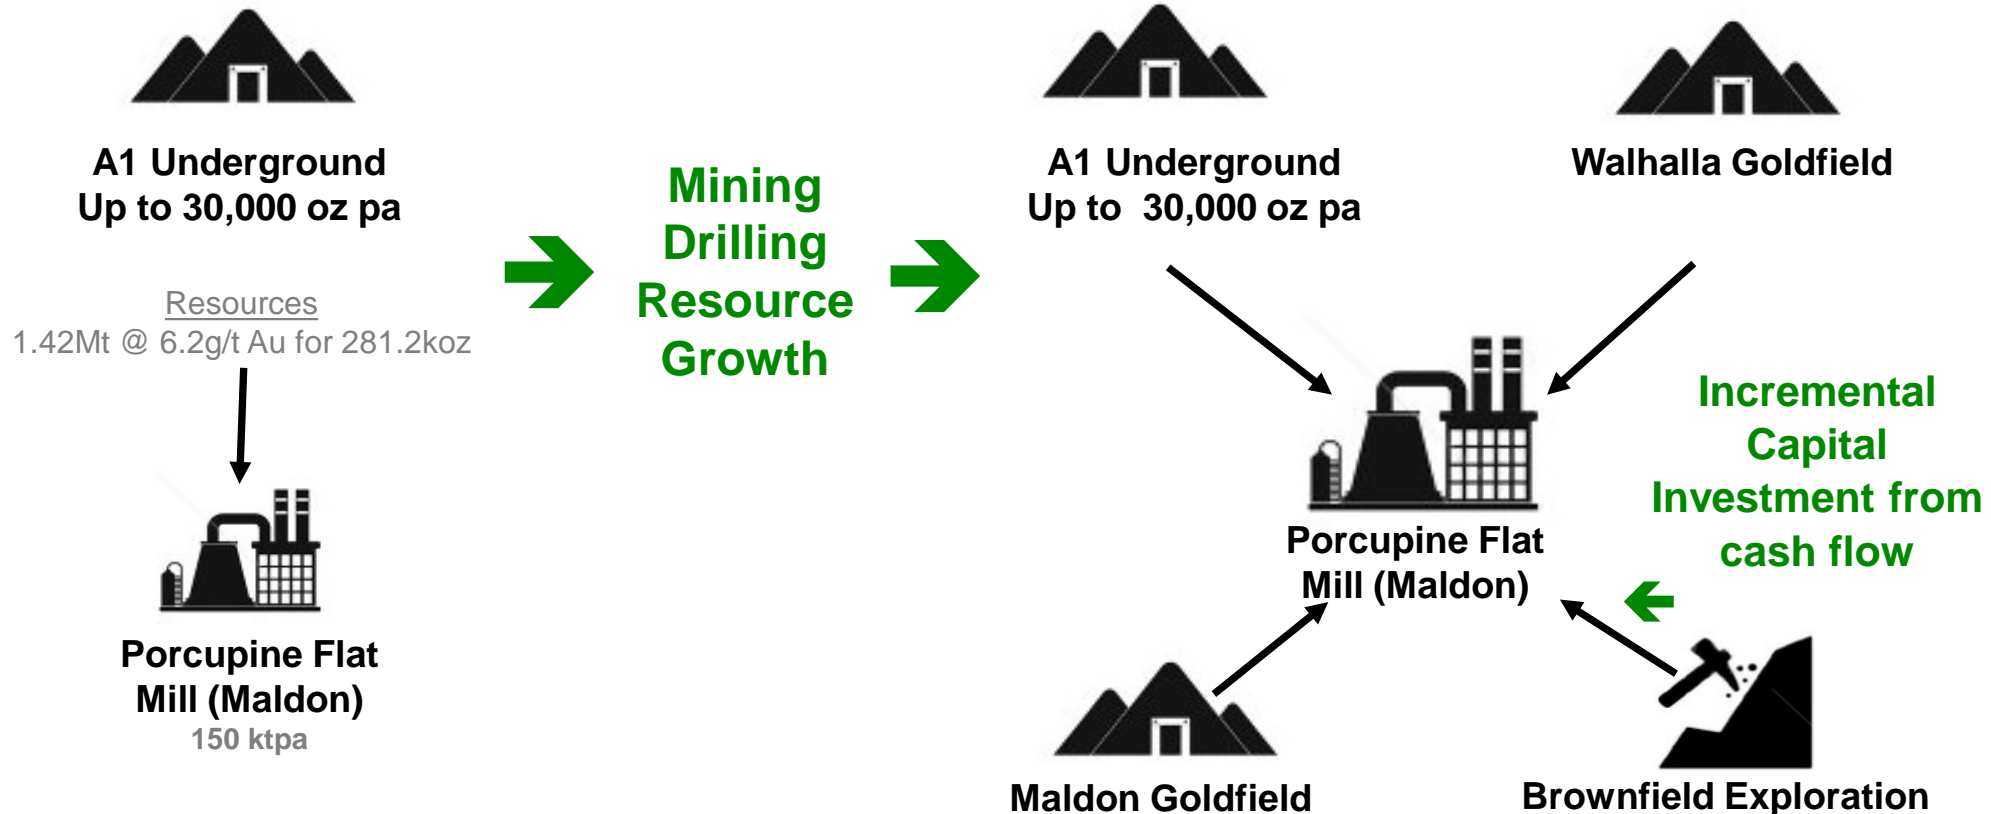 A1 Underground
Up to 30,000 oz pa
Resources
1.42Mt @ 6.2g/t Au for 281.2koz
Porcupine Flat
Mill (Maldon)
150 ktpa
Mining
Drilling
Resource
Growth
A1 Underground
Up to 30,000 oz pa
Walhalla Goldfield
Porcupine Flat
Mill (Maldon)
Incremental
Capital
Investment from
cash flow
Maldon Goldfield
Brownfield Exploration